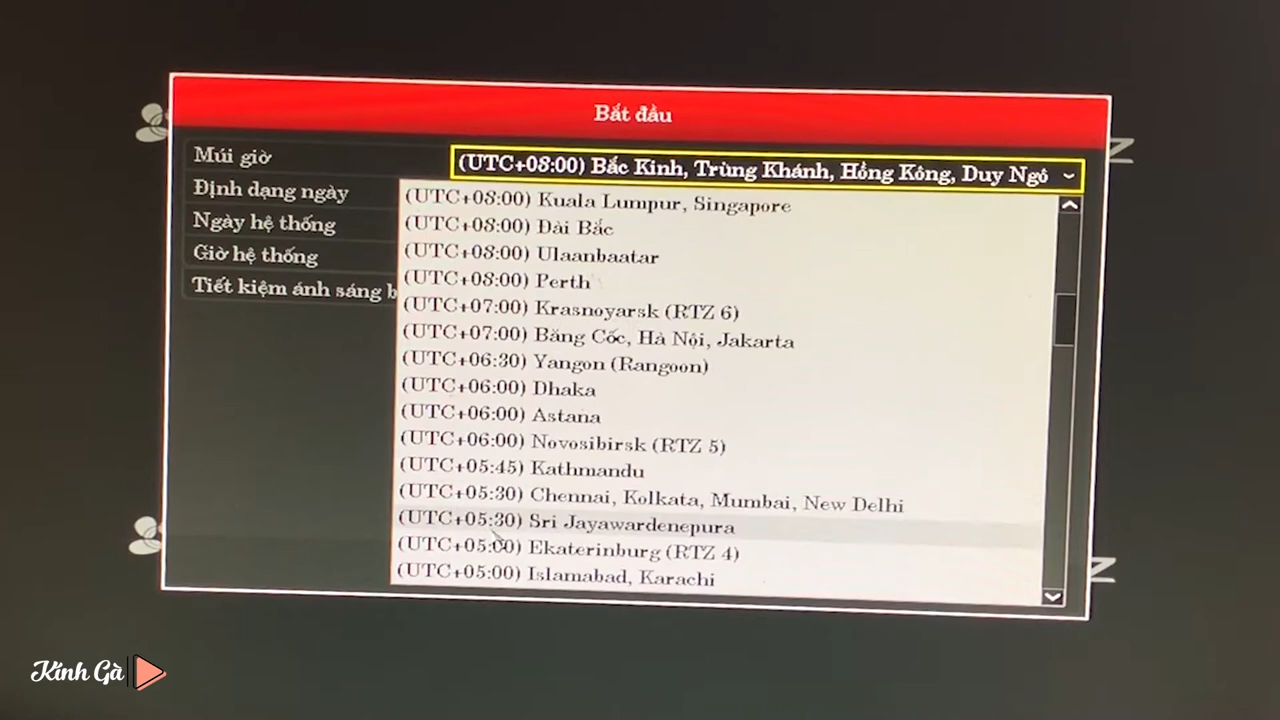 Bắt đầu
Múi giờ
(UTC+08:00) Bắc Kinh, Trùng Khánh, Hồng Kông, Duy Ngô
Định dạng ngày
Ngày hệ thống
Giờ hệ thống
Tiết kiệm ánh sáng b
(UTC+08:00) Kuala Lumpur, Singapore
(UTC+08:00) Đài Bắc
(UTC+08:00) Ulaanbaatar
(UTC+08:00) Perth
(UTC+07:00) Krasnoyarsk (RTZ 6)
(UTC+07:00) Băng Cốc, Hà Nội, Jakarta
(UTC+06:30) Yangon (Rangoon)
(UTC+06:00) Dhaka
(UTC+06:00) Astana
(UTC+06:00) Novosibirsk (RTZ 5)
(UTC+05:45) Kathmandu
(UTC+05:30) Chennai, Kolkata, Mumbai, New Delhi
(UTC+05:30) Sri Jayawardenepura
(UTC+05:00) Ekaterinburg (RTZ 4)
(UTC+05:00) Islamabad, Karachi
Kính Gà